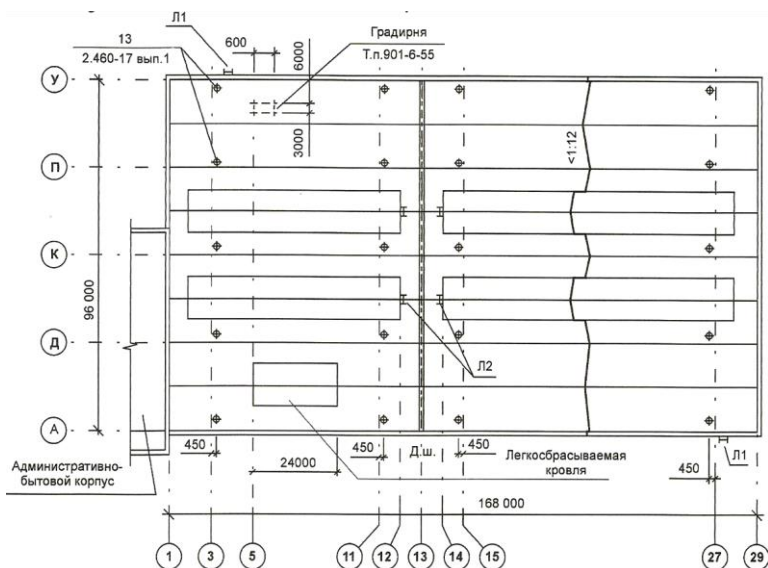 Л1
13
2.460-17 вып.1
600
6000
Градирня
Т.п.901-6-55
3000
<1:12
У
П
К
Д
А
96 000
Л2
450
450
Д.ш.
450
Легкосбрасываемая
кровля
450
Л1
Административно-
бытовой корпус
24000
168 000
1
3
5
11
12
13
14
15
27
29